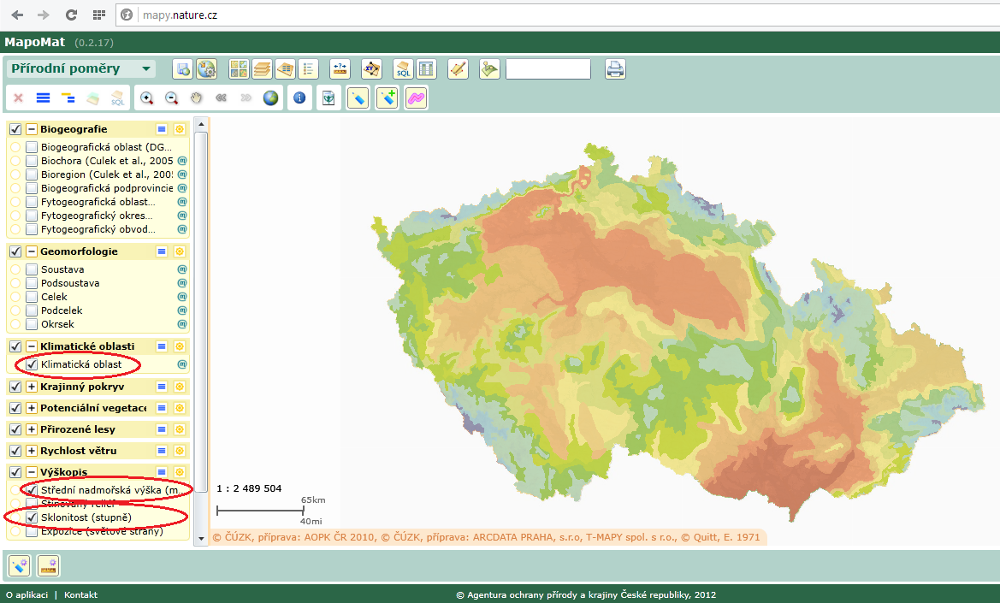 mapy.nature.cz
MapoMat (0.2.17)
Přírodní poměry
SQL
SQL
Biogeografie
Biogeografická oblast (DG...
Biochora (Culek et al., 2005
Bioregion (Culek et al., 2005
Biogeografická podprovincie
Fytogeografická oblast...
Fytogeografický okres...
Fytogeografický obvod...
Geomorfologie
Soustava
Podsoustava
Celek
Podcelek
Okrsek
Klimatické oblasti
Klimatická oblast
Krajinný pokryv
Potenciální vegetace
Přirozené lesy
Rychlost větru
Výškopis
Střední nadmořská výška (m...
Stínovaný reliéf
Sklonitost (stupně)
Expozice (světové strany)
1 : 2 489 504
65km
40mi
© ČÚZK, příprava: AOPK ČR 2010, © ČÚZK, příprava: ARCDATA PRAHA, s.r.o, T-MAPY spol. s r.o., © Quitt, E. 1971
O aplikaci | Kontakt
© Agentura ochrany přírody a krajiny České republiky, 2012